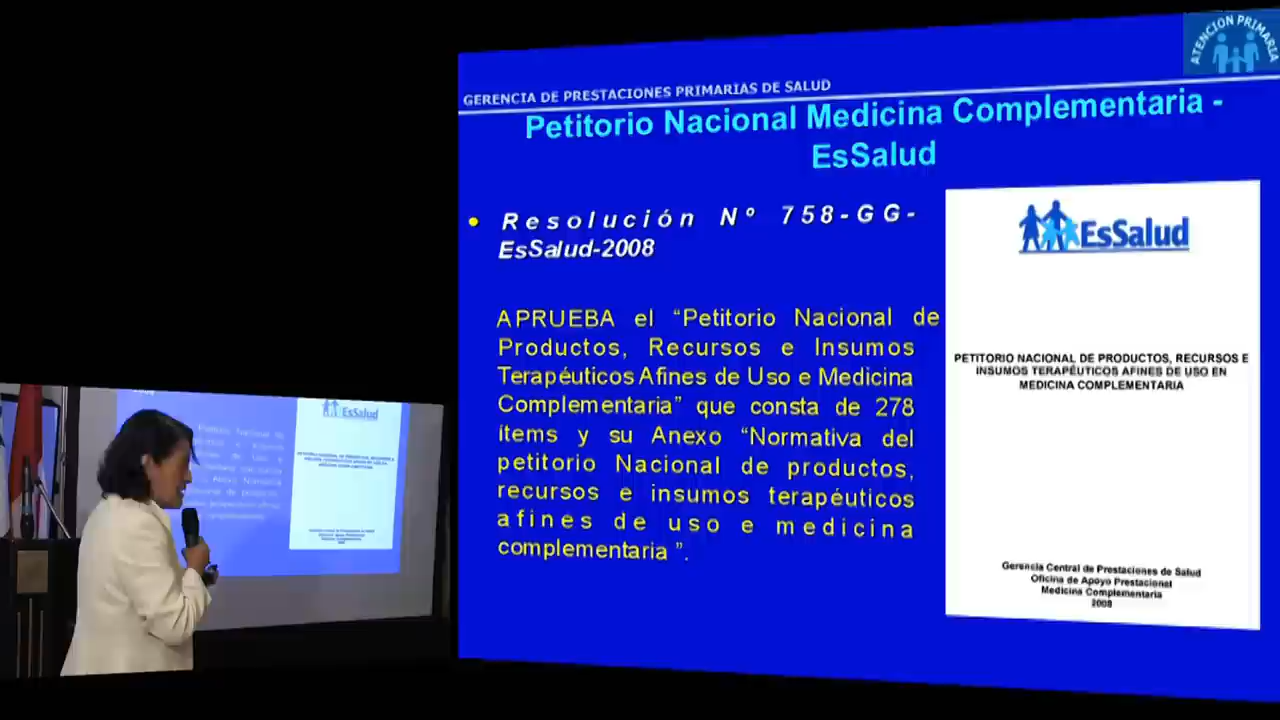 ATENCION PRIMARIA
GERENCIA DE PRESTACIONES PRIMARIAS DE SALUD
Petitorio Nacional Medicina Complementaria -
EsSalud
• Resolución Nº 758-GG-
EsSalud-2008
APRUEBA el “Petitorio Nacional de
Productos, Recursos e Insumos
Terapéuticos Afines de Uso e Medicina
Complementaria” que consta de 278
ítems y su Anexo “Normativa del
petitorio Nacional de productos,
recursos e insumos terapéuticos
afines de uso e medicina
complementaria ”.
EsSalud
PETITORIO NACIONAL DE PRODUCTOS, RECURSOS E
INSUMOS TERAPÉUTICOS AFINES DE USO EN
MEDICINA COMPLEMENTARIA
Gerencia Central de Prestaciones de Salud
Oficina de Apoyo Prestacional
Medicina Complementaria
2008
EsSalud